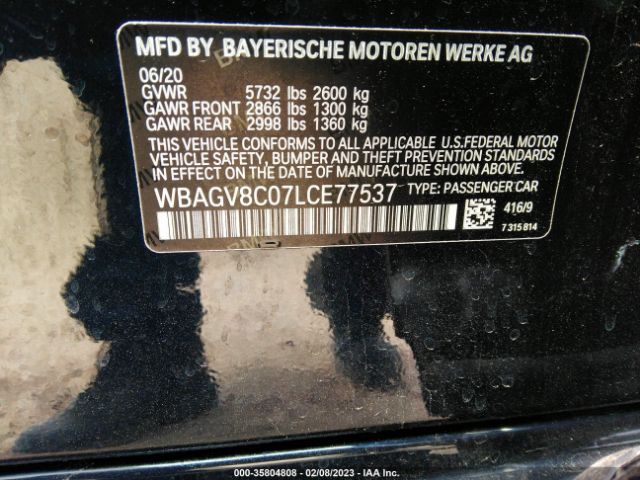 MFD BY BAYERISCHE MOTOREN WERKE AG
06/20
GVWR 5732 lbs 2600 kg
GAWR FRONT 2866 lbs 1300 kg
GAWR REAR 2998 lbs 1360 kg
THIS VEHICLE CONFORMS TO ALL APPLICABLE U.S.FEDERAL MOTOR
VEHICLE SAFETY, BUMPER AND THEFT PREVENTION STANDARDS
IN EFFECT ON THE DATE OF MANUFACTURE SHOWN ABOVE.
WBAGV8C07LCE77537 TYPE: PASSENGER CAR
416/9
7 315 814
000-35804808 - 02/08/2023 - IAA Inc.